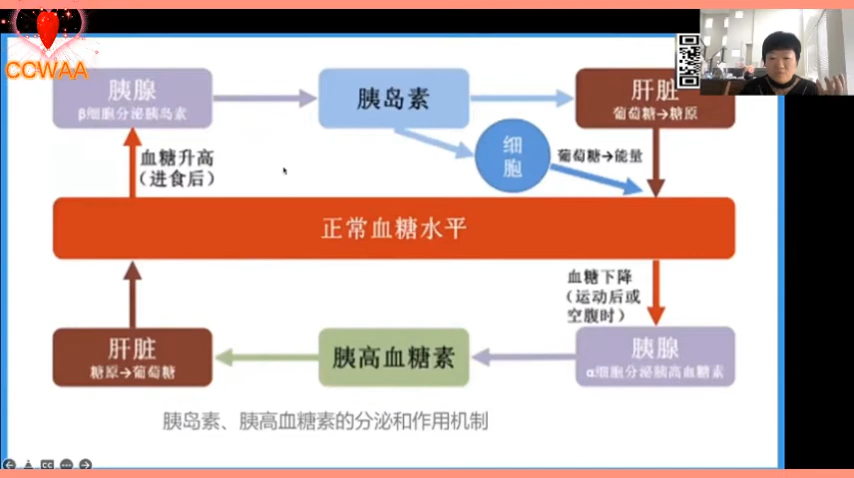 CCWAA
胰腺
β细胞分泌胰岛素
胰岛素
肝脏
葡萄糖→糖原
细
胞
葡萄糖→能量
血糖升高
（进食后）
正常血糖水平
血糖下降
（运动后或
空腹时）
肝脏
糖原→葡萄糖
胰高血糖素
胰腺
α细胞分泌胰高血糖素
胰岛素、胰高血糖素的分泌和作用机制
CC